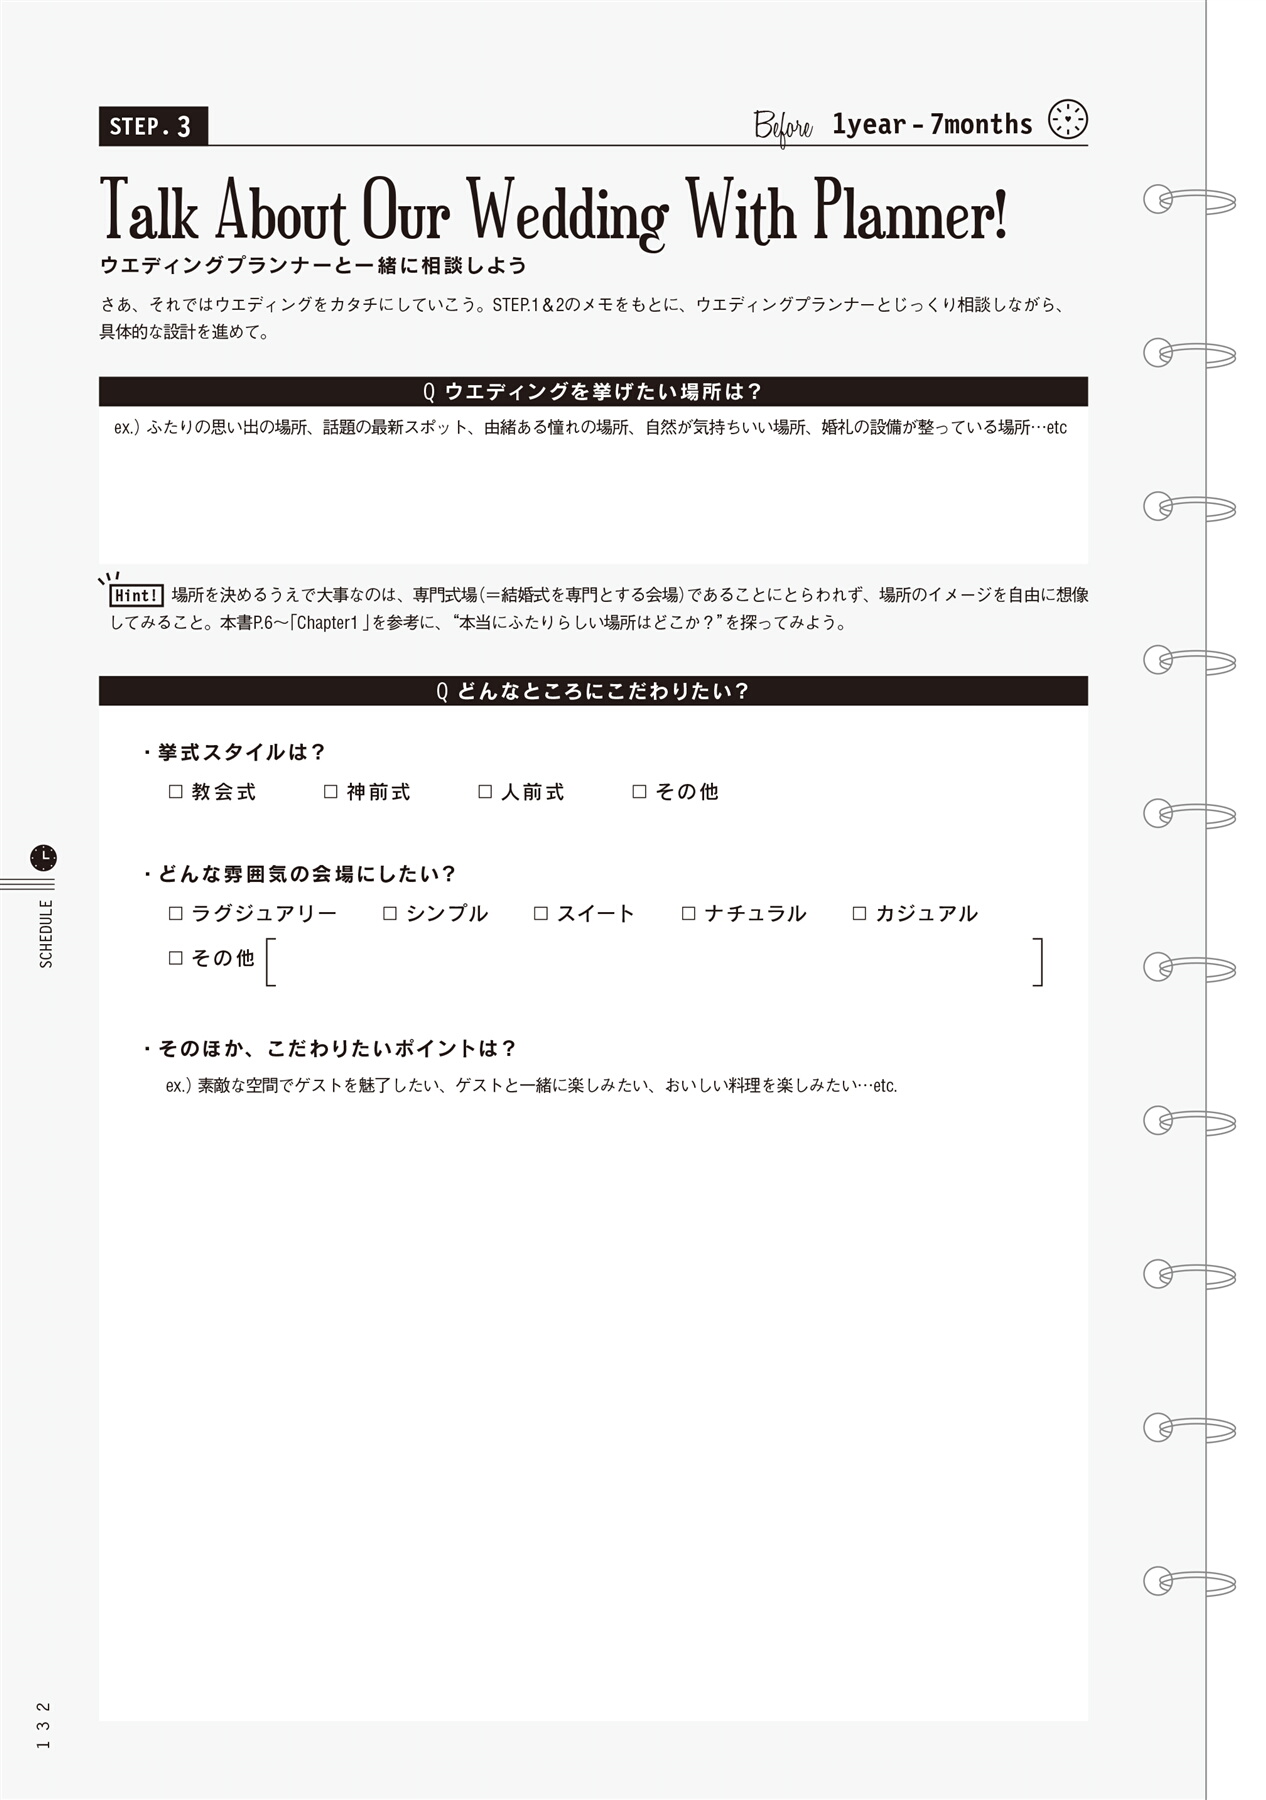 STEP. 3
Before 1year - 7months
Talk About Our Wedding With Planner!
ウエディングプランナーと一緒に相談しよう
さあ、それではウエディングをカタチにしていこう。STEP.1&2のメモをもとに、ウエディングプランナーとじっくり相談しながら、
具体的な設計を進めて。
Q ウエディングを挙げたい場所は?
ex.) ふたりの思い出の場所、話題の最新スポット、由緒ある憧れの場所、自然が気持ちいい場所、婚礼の設備が整っている場所…etc
Hint! 場所を決めるうえで大事なのは、専門式場(=結婚式を専門とする会場)であることにとらわれず、場所のイメージを自由に想像
してみること。本書P.6〜「Chapter1 」を参考に、“本当にふたりらしい場所はどこか?”を探ってみよう。
Q どんなところにこだわりたい?
・挙式スタイルは?
□ 教会式 □ 神前式 □ 人前式 □ その他
・どんな雰囲気の会場にしたい?
□ ラグジュアリー □ シンプル □ スイート □ ナチュラル □ カジュアル
□ その他 [ ]
・そのほか、こだわりたいポイントは?
ex.) 素敵な空間でゲストを魅了したい、ゲストと一緒に楽しみたい、おいしい料理を楽しみたい…etc.
SCHEDULE
132